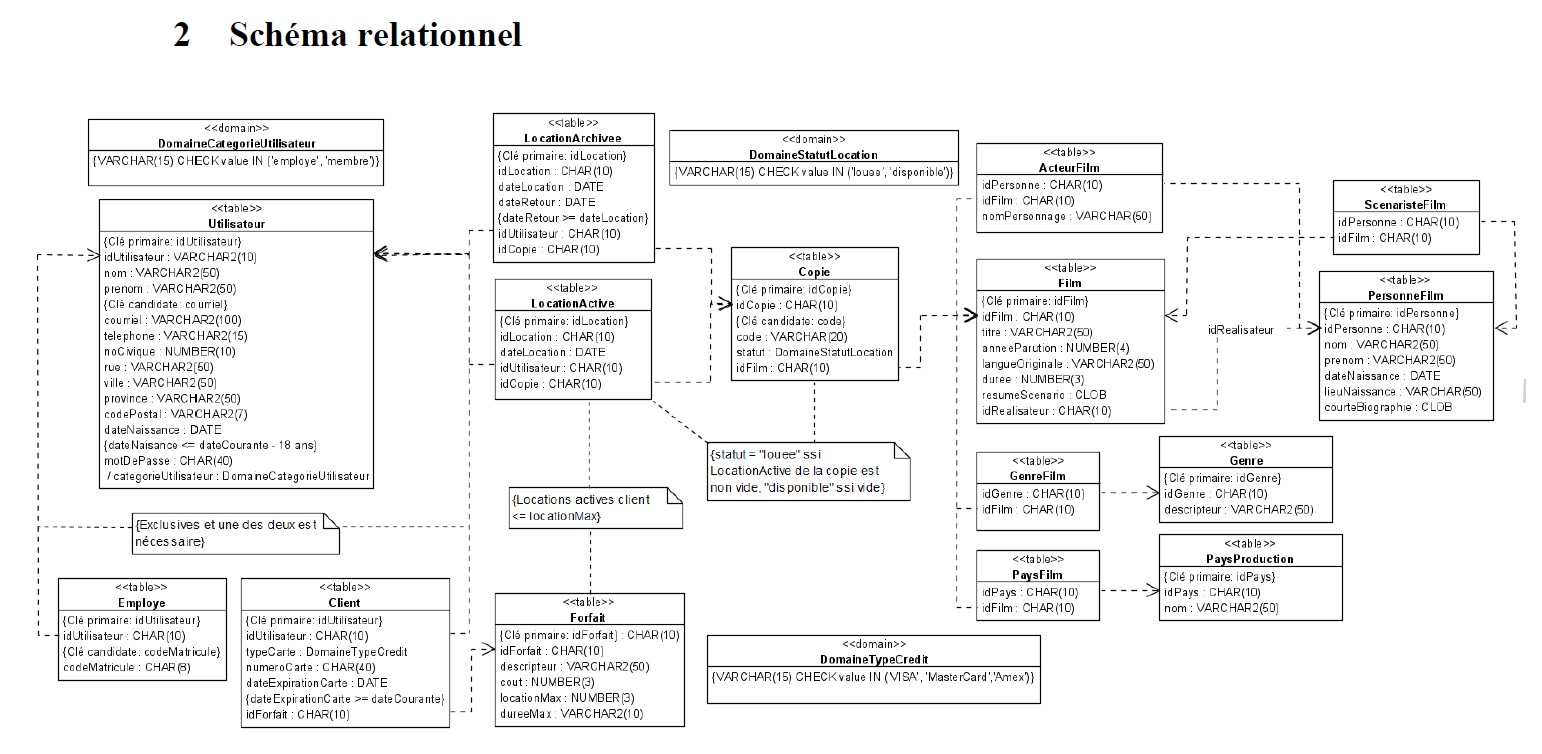 2 Schéma relationnel
<<domain>>
DomaineCategorieUtilisateur
{VARCHAR(15) CHECK value IN ('employe', 'membre')}
<<table>>
Utilisateur
{Clé primaire: idUtilisateur}
idUtilisateur : VARCHAR2(10)
nom : VARCHAR2(50)
prenom : VARCHAR2(50)
{Clé candidate: courriel}
courriel : VARCHAR2(100)
telephone : VARCHAR2(15)
noCivique : NUMBER(10)
rue : VARCHAR2(50)
ville : VARCHAR2(50)
province : VARCHAR2(50)
codePostal : VARCHAR2(7)
dateNaissance : DATE
{dateNaisance <= dateCourante - 18 ans}
motDePasse : CHAR(40)
/ categorieUtilisateur : DomaineCategorieUtilisateur
{Exclusives et une des deux est
nécessaire}
<<table>>
Employe
{Clé primaire: idUtilisateur}
idUtilisateur : CHAR(10)
{Clé candidate: codeMatricule}
codeMatricule : CHAR(8)
<<table>>
Client
{Clé primaire: idUtilisateur}
idUtilisateur : CHAR(10)
typeCarte : DomaineTypeCredit
numeroCarte : CHAR(40)
dateExpirationCarte : DATE
{dateExpirationCarte >= dateCourante}
idForfait : CHAR(10)
<<table>>
LocationArchivee
{Clé primaire: idLocation}
idLocation : CHAR(10)
dateLocation : DATE
dateRetour : DATE
{dateRetour >= dateLocation}
idUtilisateur : CHAR(10)
idCopie : CHAR(10)
<<table>>
LocationActive
{Clé primaire: idLocation}
idLocation : CHAR(10)
dateLocation : DATE
idUtilisateur : CHAR(10)
idCopie : CHAR(10)
{Locations actives client
<= locationMax}
<<table>>
Forfait
{Clé primaire: idForfait} : CHAR(10)
idForfait : CHAR(10)
descripteur : VARCHAR2(50)
cout : NUMBER(3)
locationMax : NUMBER(3)
dureeMax : VARCHAR2(10)
<<domain>>
DomaineStatutLocation
{VARCHAR(15) CHECK value IN ('louee', 'disponible')}
<<table>>
Copie
{Clé primaire: idCopie}
idCopie : CHAR(10)
{Clé candidate: code}
code : VARCHAR(20)
statut : DomaineStatutLocation
idFilm : CHAR(10)
{statut = "louee" ssi
LocationActive de la copie est
non vide, "disponible" ssi vide}
<<domain>>
DomaineTypeCredit
{VARCHAR(15) CHECK value IN ('VISA', 'MasterCard','Amex')}
<<table>>
ActeurFilm
idPersonne : CHAR(10)
idFilm : CHAR(10)
nomPersonnage : VARCHAR(50)
<<table>>
Film
{Clé primaire: idFilm}
idFilm : CHAR(10)
titre : VARCHAR2(50)
anneeParution : NUMBER(4)
langueOriginale : VARCHAR2(50)
duree : NUMBER(3)
resumeScenario : CLOB
idRealisateur : CHAR(10)
idRealisateur
<<table>>
ScenaristeFilm
idPersonne : CHAR(10)
idFilm : CHAR(10)
<<table>>
PersonneFilm
{Clé primaire: idPersonne}
idPersonne : CHAR(10)
nom : VARCHAR2(50)
prenom : VARCHAR2(50)
dateNaissance : DATE
lieuNaissance : VARCHAR(50)
courteBiographie : CLOB
<<table>>
GenreFilm
idGenre : CHAR(10)
idFilm : CHAR(10)
<<table>>
Genre
{Clé primaire: idGenre}
idGenre : CHAR(10)
descripteur : VARCHAR2(50)
<<table>>
PaysFilm
idPays : CHAR(10)
idFilm : CHAR(10)
<<table>>
PaysProduction
{Clé primaire: idPays}
idPays : CHAR(10)
nom : VARCHAR2(50)